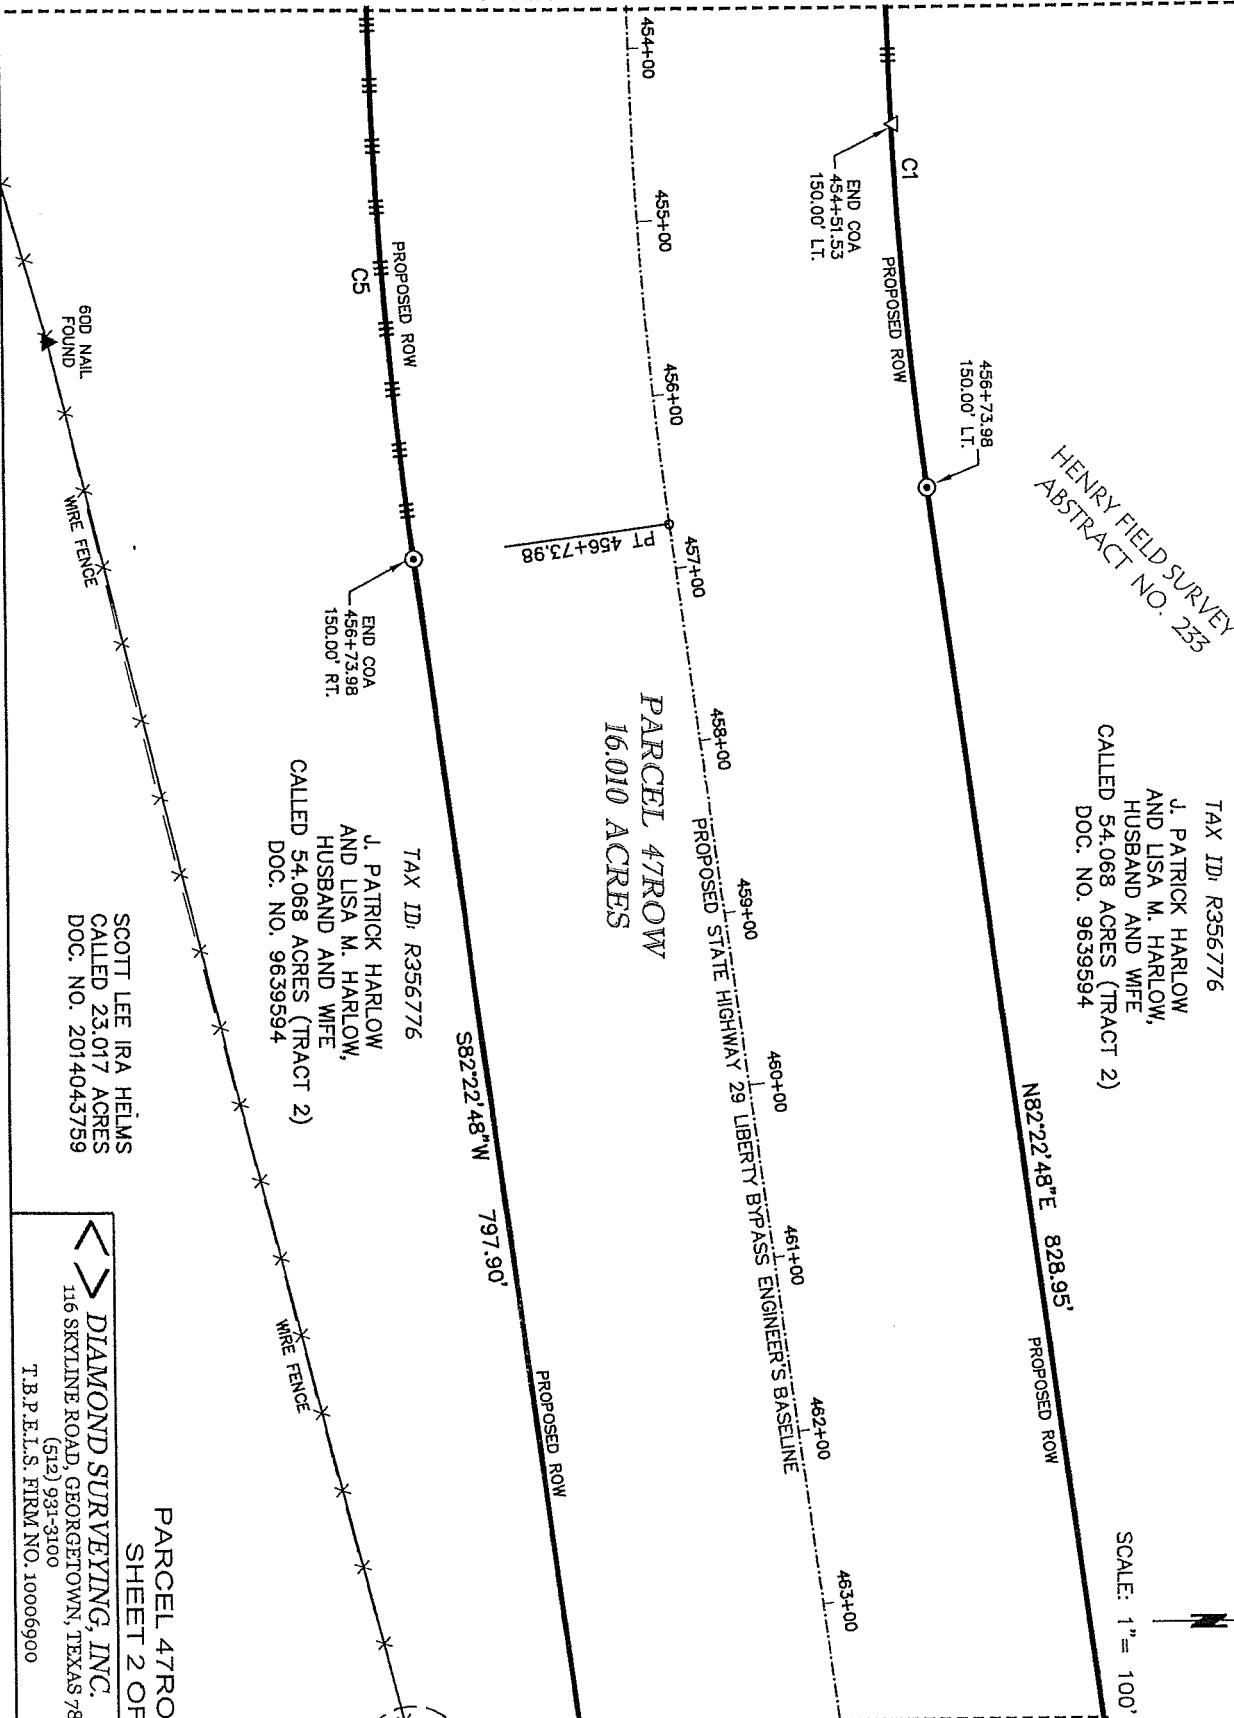 HENRY FIELD SURVEY
ABSTRACT NO. 233
TAX ID: R356776
J. PATRICK HARLOW
AND LISA M. HARLOW,
HUSBAND AND WIFE
CALLED 54.068 ACRES (TRACT 2)
DOC. NO. 9639594
SCALE: 1"= 100'
N
C1
END COA
454+51.53
150.00' LT.
PROPOSED ROW
456+73.98
150.00' LT.
N82°22'48"E 828.95'
PROPOSED ROW
454+00
455+00
456+00
457+00
458+00
459+00
460+00
461+00
462+00
463+00
PT 456+73.98
PROPOSED STATE HIGHWAY 29 LIBERTY BYPASS ENGINEER'S BASELINE
PARCEL 47ROW
16.010 ACRES
PROPOSED ROW
C5
END COA
456+73.98
150.00' RT.
S82°22'48"W 797.90'
PROPOSED ROW
TAX ID: R356776
J. PATRICK HARLOW
AND LISA M. HARLOW,
HUSBAND AND WIFE
CALLED 54.068 ACRES (TRACT 2)
DOC. NO. 9639594
60D NAIL
FOUND
WIRE FENCE
WIRE FENCE
SCOTT LEE IRA HELMS
CALLED 23.017 ACRES
DOC. NO. 2014043759
PARCEL 47RO
SHEET 2 OF
DIAMOND SURVEYING, INC.
116 SKYLINE ROAD, GEORGETOWN, TEXAS 78
(512) 931-3100
T.B.P.E.L.S. FIRM NO. 10006900